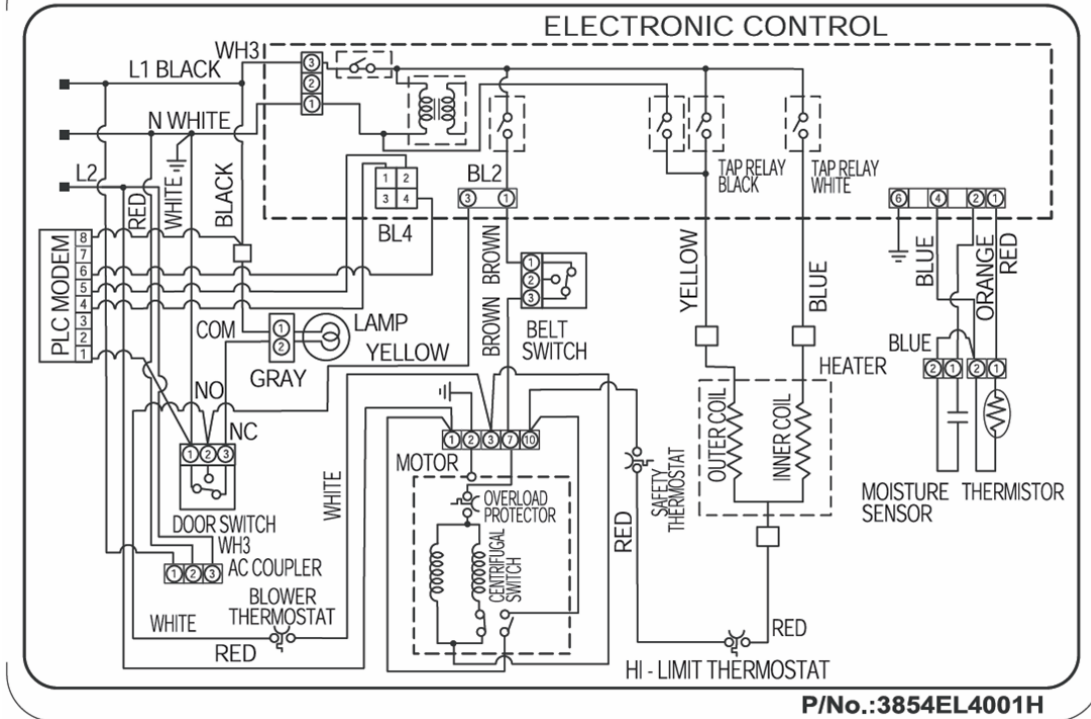 ELECTRONIC CONTROL
WH3
L1 BLACK
3
2
1
N WHITE
L2
RED
WHITE
BLACK
1 2
3 4
BL4
BL2
3 1
TAP RELAY
BLACK
TAP RELAY
WHITE
6 4 2 1
PLC MODEM
8
7
6
5
4
3
2
1
BROWN
BROWN
1
2
3
BELT
SWITCH
YELLOW
BLUE
BLUE
ORANGE
RED
COM
1
2
LAMP
GRAY
YELLOW
HEATER
BLUE
2 1 2 1
NO
NC
1 2 3
DOOR SWITCH
WH3
1 2 3
AC COUPLER
WHITE
1 2 3 7 10
MOTOR
OVERLOAD
PROTECTOR
CENTRIFUGAL
SWITCH
SAFETY
THERMOSTAT
RED
OUTER COIL
INNER COIL
MOISTURE
SENSOR
THERMISTOR
BLOWER
THERMOSTAT
WHITE
RED
RED
HI - LIMIT THERMOSTAT
P/No.:3854EL4001H